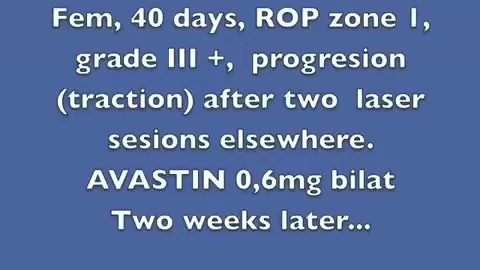 Fem, 40 days, ROP zone 1,
grade III +,  progresion
(traction) after two  laser
sesions elsewhere.
AVASTIN 0,6mg bilat
Two weeks later...